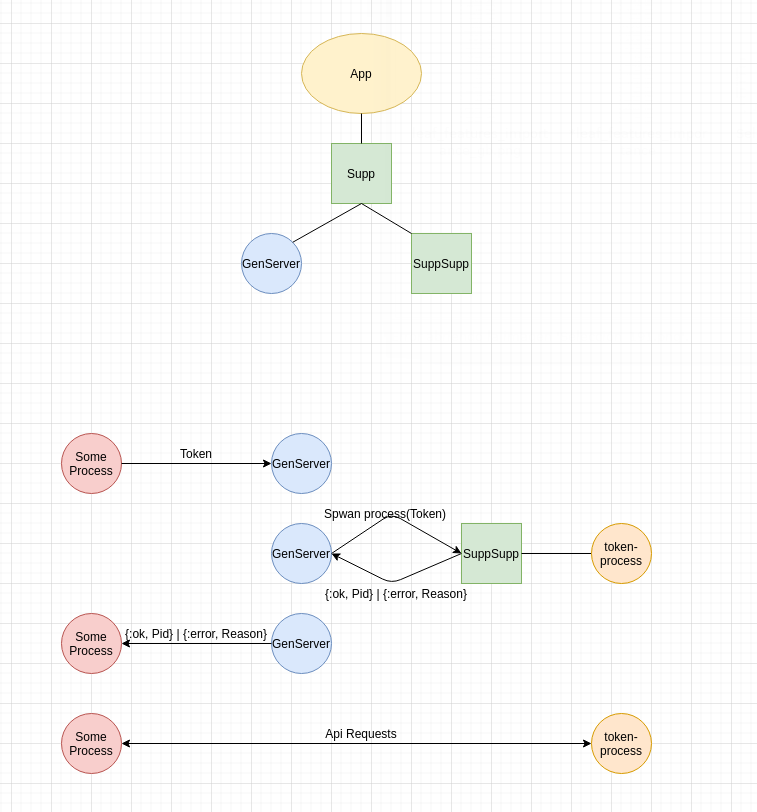 App
Supp
GenServer
SuppSupp
Some
Process
Token
GenServer
Spwan process(Token)
GenServer
SuppSupp
token-
process
{:ok, Pid} | {:error, Reason}
Some
Process
{:ok, Pid} | {:error, Reason}
GenServer
Some
Process
Api Requests
token-
process